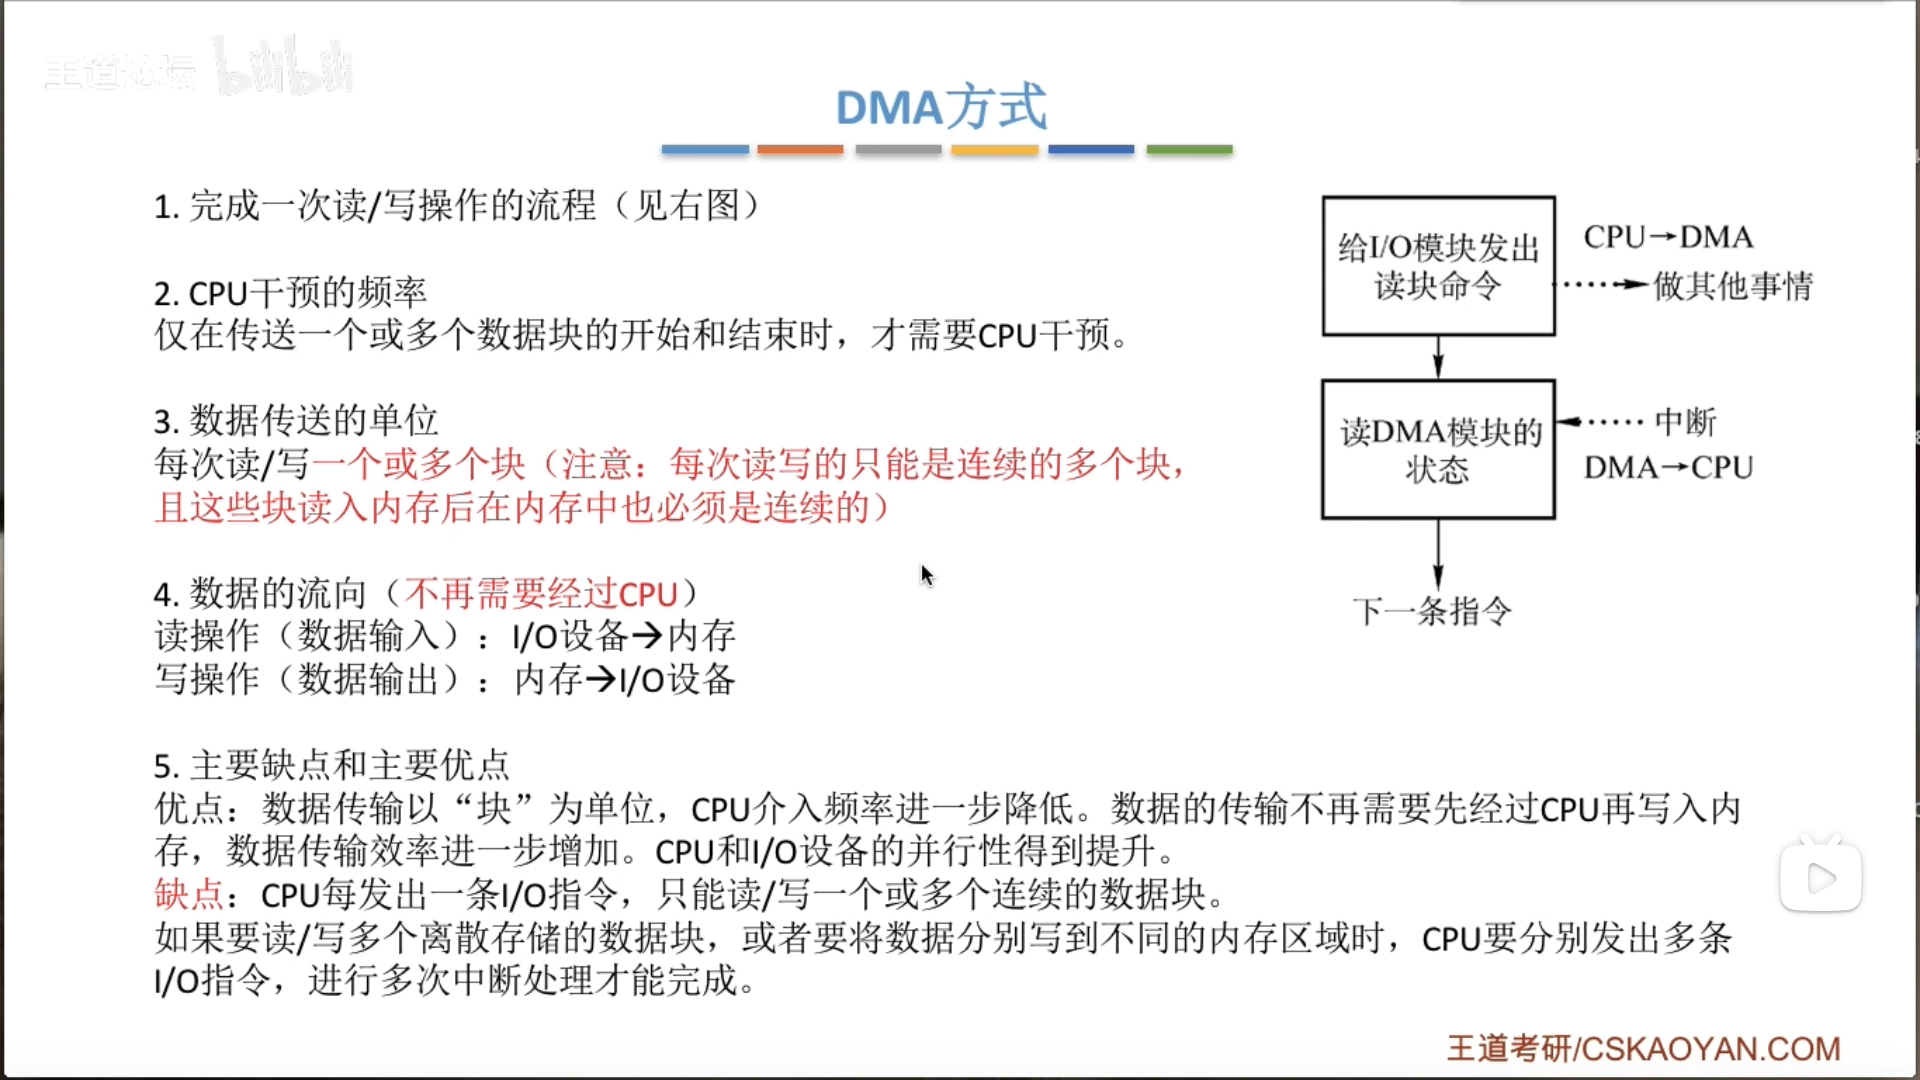 王道论坛 bilibili
DMA方式
1. 完成一次读/写操作的流程（见右图）
2. CPU干预的频率
仅在传送一个或多个数据块的开始和结束时，才需要CPU干预。
3. 数据传送的单位
每次读/写一个或多个块（注意：每次读写的只能是连续的多个块，
且这些块读入内存后在内存中也必须是连续的）
4. 数据的流向（不再需要经过CPU）
读操作（数据输入）：I/O设备→内存
写操作（数据输出）：内存→I/O设备
5. 主要缺点和主要优点
优点：数据传输以“块”为单位，CPU介入频率进一步降低。数据的传输不再需要先经过CPU再写入内
存，数据传输效率进一步增加。CPU和I/O设备的并行性得到提升。
缺点：CPU每发出一条I/O指令，只能读/写一个或多个连续的数据块。
如果要读/写多个离散存储的数据块，或者要将数据分别写到不同的内存区域时，CPU要分别发出多条
I/O指令，进行多次中断处理才能完成。
给I/O模块发出
读块命令
CPU→DMA
做其他事情
读DMA模块的
状态
中断
DMA→CPU
下一条指令
王道考研/CSKAOYAN.COM